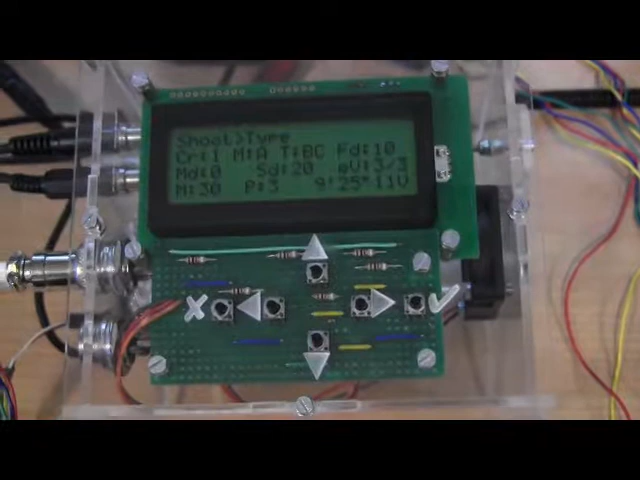 Shoot>Type
Cr:1 M:A T:BC Fd:10
Md:0 Sd:20 eV:3/3
M:30 P:3 9'25"11V